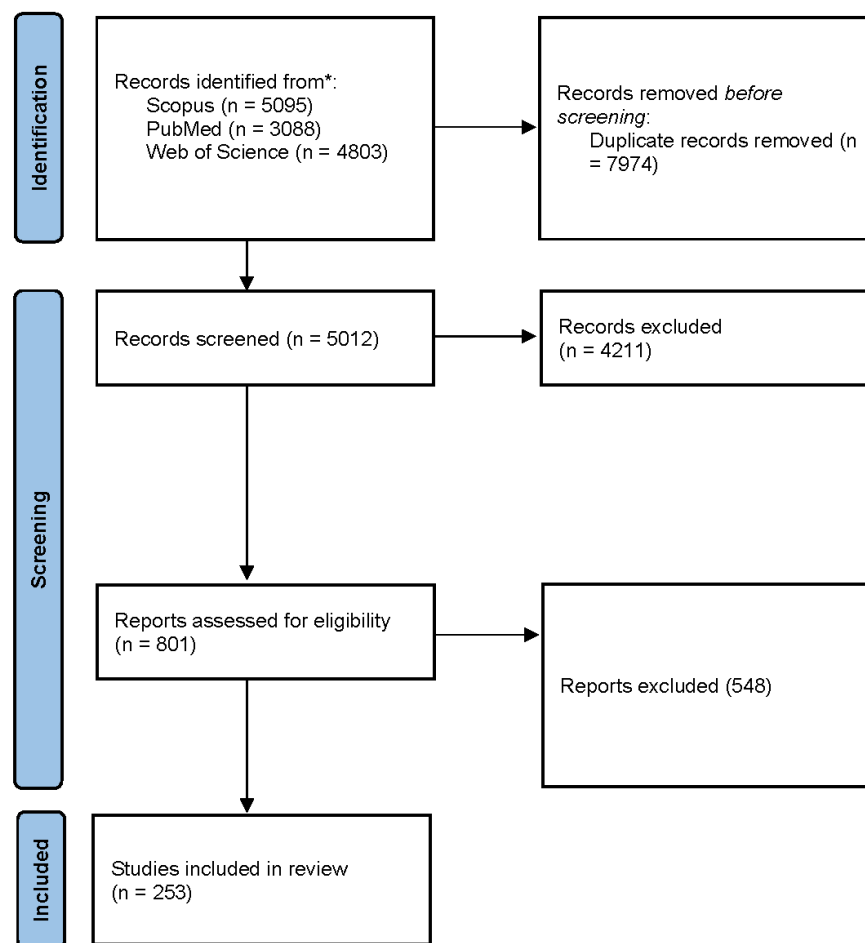 Identification
Records identified from*:
Scopus (n = 5095)
PubMed (n = 3088)
Web of Science (n = 4803)
Records removed before
screening:
Duplicate records removed (n
= 7974)
Screening
Records screened (n = 5012)
Records excluded
(n = 4211)
Reports assessed for eligibility
(n = 801)
Reports excluded (548)
Included
Studies included in review
(n = 253)